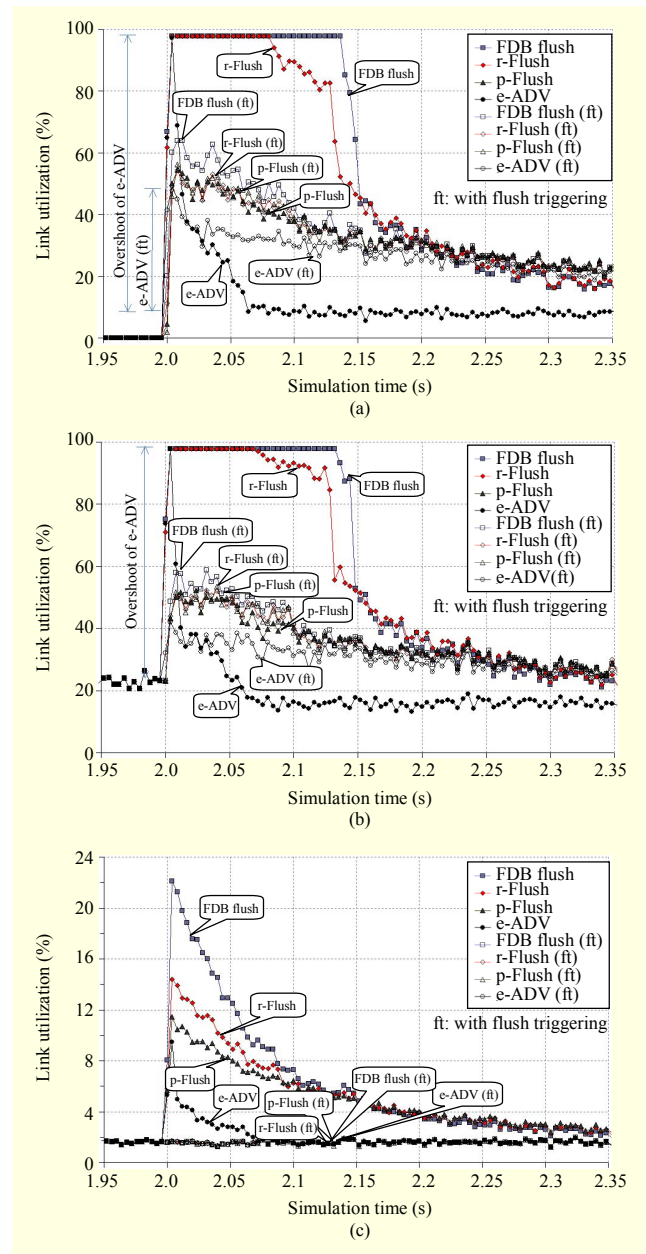 100
80
60
40
20
0
Link utilization (%)
Overshoot of e-ADV
e-ADV (ft)
r-Flush
FDB flush
FDB flush (ft)
r-Flush (ft)
p-Flush (ft)
p-Flush
e-ADV (ft)
e-ADV
FDB flush
r-Flush
p-Flush
e-ADV
FDB flush (ft)
r-Flush (ft)
p-Flush (ft)
e-ADV (ft)
ft: with flush triggering
1.95 2.0 2.05 2.1 2.15 2.2 2.25 2.3 2.35
Simulation time (s)
(a)
100
80
60
40
20
0
Link utilization (%)
Overshoot of e-ADV
r-Flush
FDB flush
FDB flush (ft)
r-Flush (ft)
p-Flush (ft)
p-Flush
e-ADV (ft)
e-ADV
FDB flush
r-Flush
p-Flush
e-ADV
FDB flush (ft)
r-Flush (ft)
p-Flush (ft)
e-ADV(ft)
ft: with flush triggering
1.95 2.0 2.05 2.1 2.15 2.2 2.25 2.3 2.35
Simulation time (s)
(b)
24
20
16
12
8
4
0
Link utilization (%)
FDB flush
r-Flush
p-Flush
e-ADV
FDB flush (ft)
p-Flush (ft)
e-ADV (ft)
r-Flush (ft)
FDB flush
r-Flush
p-Flush
e-ADV
FDB flush (ft)
r-Flush (ft)
p-Flush (ft)
e-ADV (ft)
ft: with flush triggering
1.95 2.0 2.05 2.1 2.15 2.2 2.25 2.3 2.35
Simulation time (s)
(c)